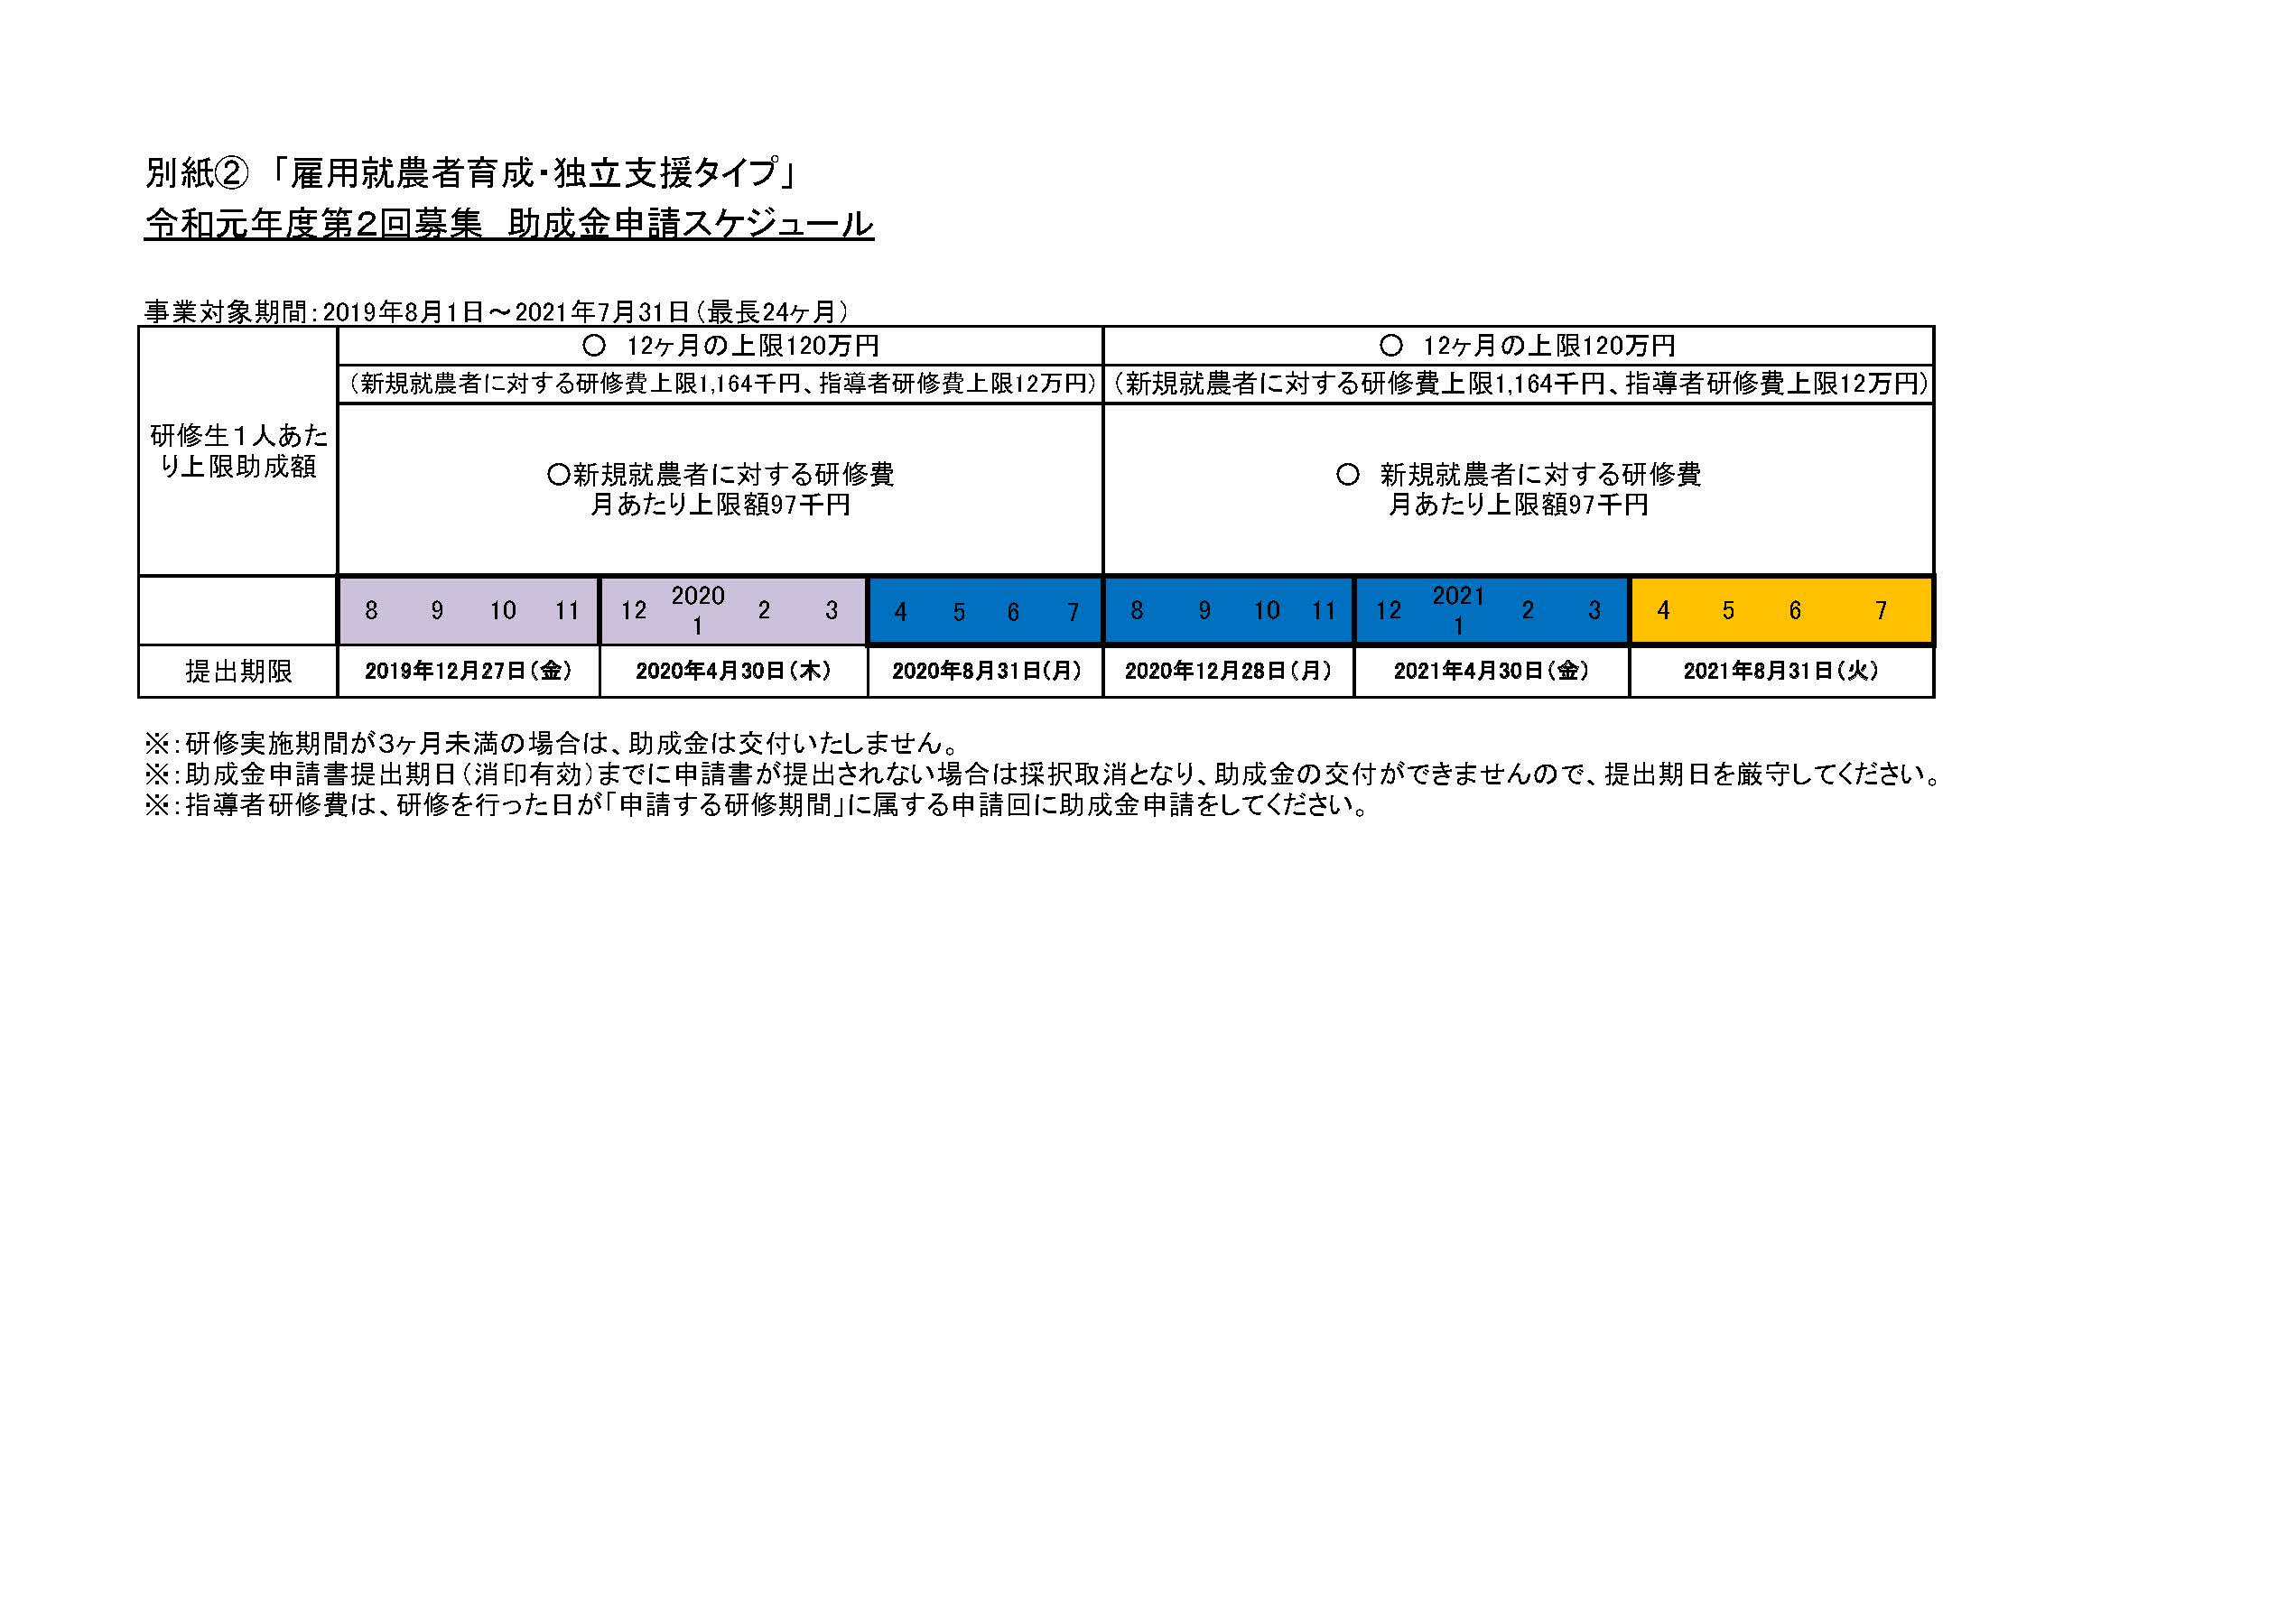 別紙② 「雇用就農者育成・独立支援タイプ」
令和元年度第２回募集　助成金申請スケジュール
事業対象期間：2019年8月1日～2021年7月31日（最長24ヶ月）
研修生１人あた
り上限助成額
○　12ヶ月の上限120万円
○　12ヶ月の上限120万円
（新規就農者に対する研修費上限1,164千円、指導者研修費上限12万円）
（新規就農者に対する研修費上限1,164千円、指導者研修費上限12万円）
○新規就農者に対する研修費
月あたり上限額97千円
○　新規就農者に対する研修費
月あたり上限額97千円
8 9 10 11 12 2020 1 2 3 4 5 6 7 8 9 10 11 12 2021 1 2 3 4 5 6 7
提出期限 2019年12月27日（金） 2020年4月30日（木） 2020年8月31日（月） 2020年12月28日（月） 2021年4月30日（金） 2021年8月31日（火）
※：研修実施期間が３ヶ月未満の場合は、助成金は交付いたしません。
※：助成金申請書提出期日（消印有効）までに申請書が提出されない場合は採択取消となり、助成金の交付ができませんので、提出期日を厳守してください。
※：指導者研修費は、研修を行った日が「申請する研修期間」に属する申請回に助成金申請をしてください。